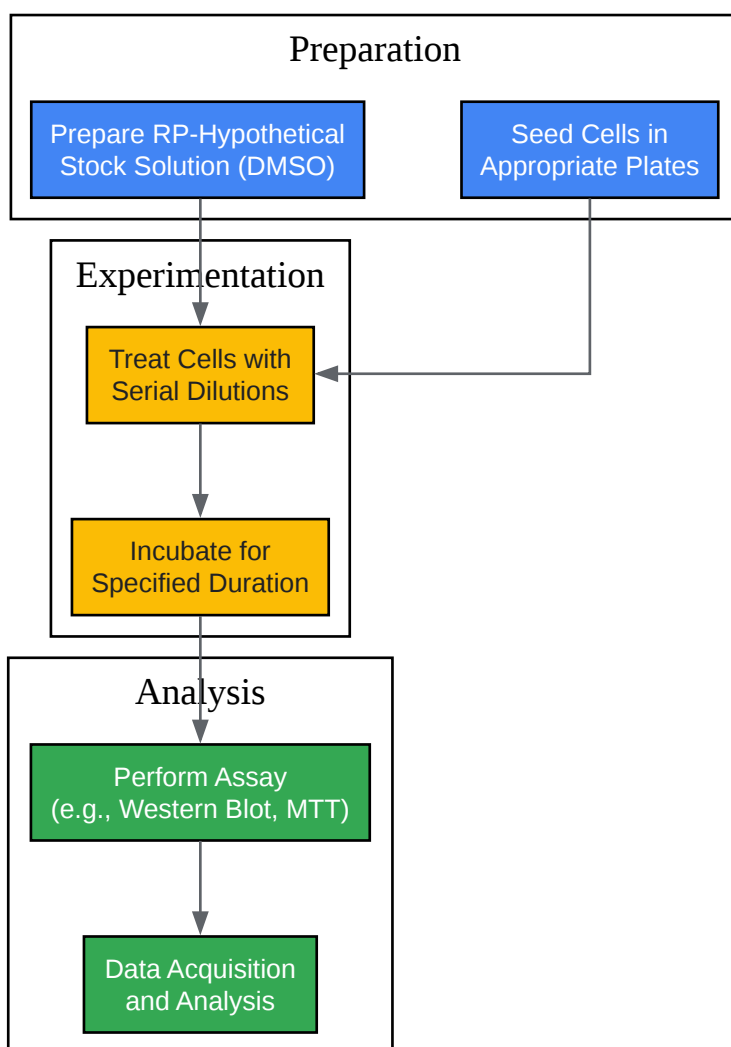 Preparation
Prepare RP-Hypothetical
Stock Solution (DMSO)
Seed Cells in
Appropriate Plates
Experimentation
Treat Cells with
Serial Dilutions
Incubate for
Specified Duration
Analysis
Perform Assay
(e.g., Western Blot, MTT)
Data Acquisition
and Analysis